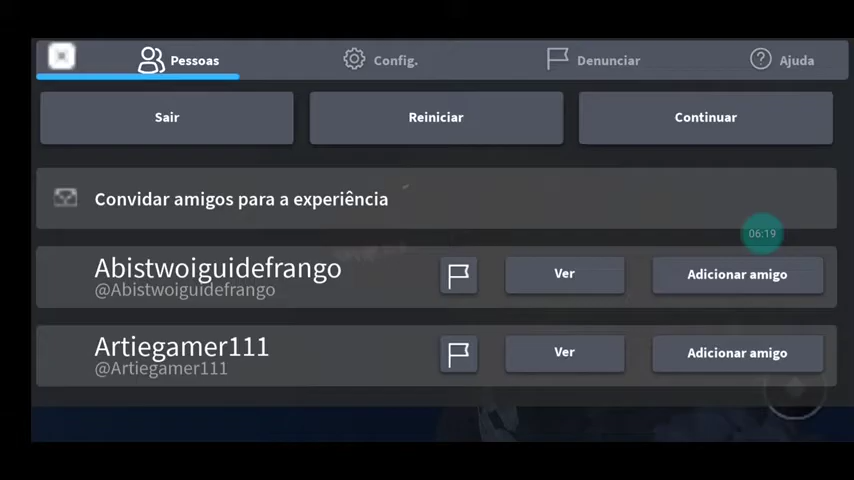 Pessoas
Config.
Denunciar
Ajuda
Sair
Reiniciar
Continuar
Convidar amigos para a experiência
06:19
Abistwoiguidefrango
@Abistwoiguidefrango
Ver
Adicionar amigo
Artiegamer111
@Artiegamer111
Ver
Adicionar amigo